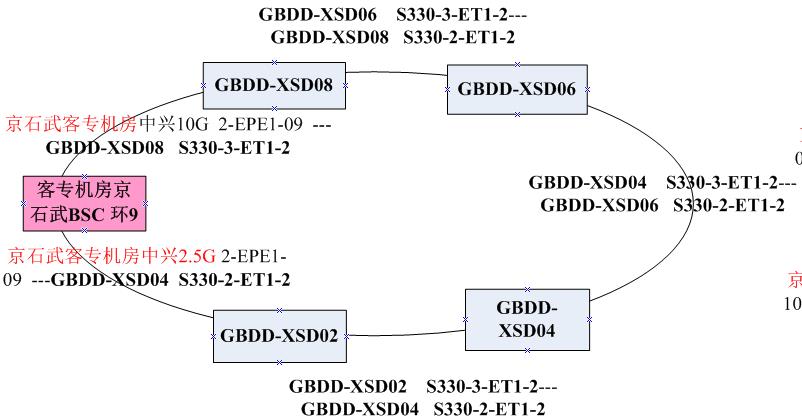 GBDD-XSD06 S330-3-ET1-2---
GBDD-XSD08 S330-2-ET1-2
GBDD-XSD08
GBDD-XSD06
京石武客专机房中兴10G 2-EPE1-09 ---
GBDD-XSD08 S330-3-ET1-2
客专机房京
石武BSC 环9
GBDD-XSD04 S330-3-ET1-2---
GBDD-XSD06 S330-2-ET1-2
京石武客专机房中兴2.5G 2-EPE1-
09 ---GBDD-XSD04 S330-2-ET1-2
GBDD-XSD02
GBDD-
XSD04
GBDD-XSD02 S330-3-ET1-2---
GBDD-XSD04 S330-2-ET1-2
0
京
10